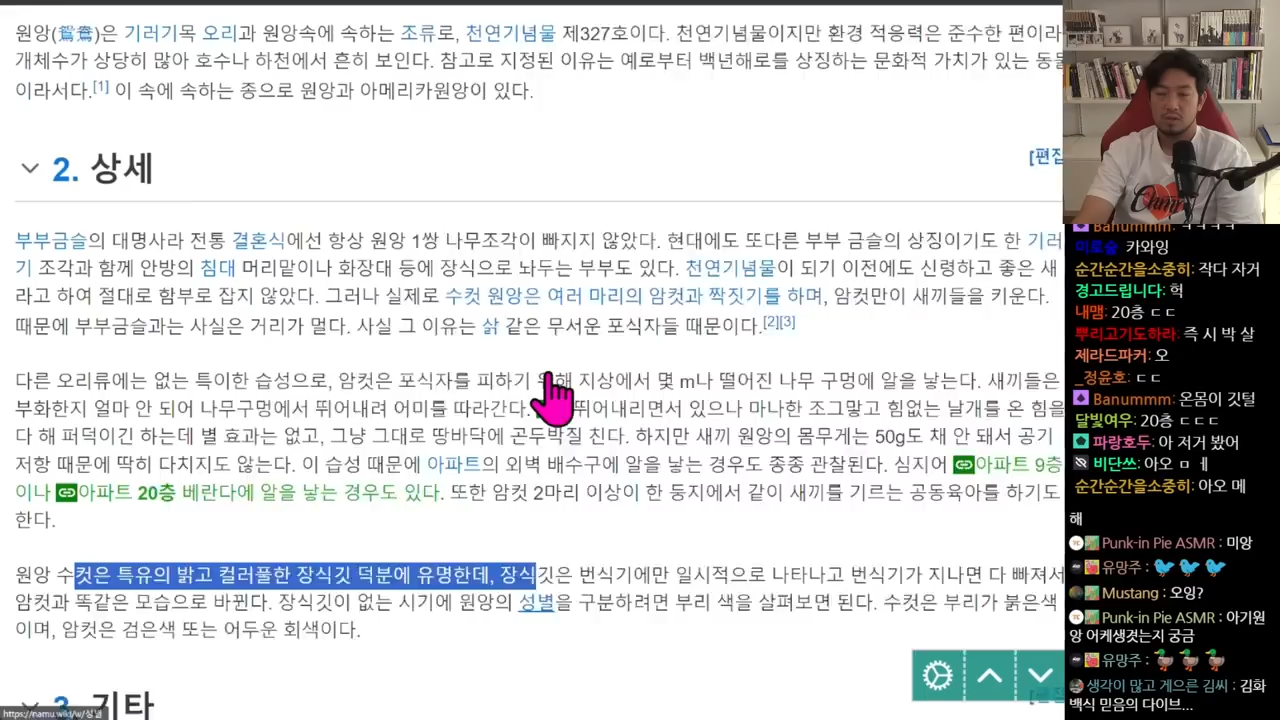 원앙(鴛鴦)은 기러기목 오리과 원앙속에 속하는 조류로, 천연기념물 제327호이다. 천연기념물이지만 환경 적응력은 준수한 편이라
개체수가 상당히 많아 호수나 하천에서 흔히 보인다. 참고로 지정된 이유는 예로부터 백년해로를 상징하는 문화적 가치가 있는 동물
이라서다.[1] 이 속에 속하는 종으로 원앙과 아메리카원앙이 있다.
2. 상세
[편집
부부금슬의 대명사라 전통 결혼식에선 항상 원앙 1쌍 나무조각이 빠지지 않았다. 현대에도 또다른 부부 금슬의 상징이기도 한 기러
기 조각과 함께 안방의 침대 머리맡이나 화장대 등에 장식으로 놔두는 부부도 있다. 천연기념물이 되기 이전에도 신령하고 좋은 새
라고 하여 절대로 함부로 잡지 않았다. 그러나 실제로 수컷 원앙은 여러 마리의 암컷과 짝짓기를 하며, 암컷만이 새끼들을 키운다.
때문에 부부금슬과는 사실은 거리가 멀다. 사실 그 이유는 삵 같은 무서운 포식자들 때문이다.[2][3]
다른 오리류에는 없는 특이한 습성으로, 암컷은 포식자를 피하기 위해 지상에서 몇 m나 떨어진 나무 구멍에 알을 낳는다. 새끼들은
부화한지 얼마 안 되어 나무구멍에서 뛰어내려 어미를 따라간다. 뛰어내리면서 있으나 마나한 조그맣고 힘없는 날개를 온 힘을
다 해 퍼덕이긴 하는데 별 효과는 없고, 그냥 그대로 땅바닥에 곤두박질 친다. 하지만 새끼 원앙의 몸무게는 50g도 채 안 돼서 공기
저항 때문에 딱히 다치지도 않는다. 이 습성 때문에 아파트의 외벽 배수구에 알을 낳는 경우도 종종 관찰된다. 심지어 아파트 9층
이나 아파트 20층 베란다에 알을 낳는 경우도 있다. 또한 암컷 2마리 이상이 한 둥지에서 같이 새끼를 기르는 공동육아를 하기도
한다.
원앙 수컷은 특유의 밝고 컬러풀한 장식깃 덕분에 유명한데, 장식깃은 번식기에만 일시적으로 나타나고 번식기가 지나면 다 빠져서
암컷과 똑같은 모습으로 바뀐다. 장식깃이 없는 시기에 원앙의 성별을 구분하려면 부리 색을 살펴보면 된다. 수컷은 부리가 붉은색
이며, 암컷은 검은색 또는 어두운 회색이다.
3. 기타
https://namu.wiki/w/성별
Banummm: ㅋㅋㅋㅋ
미로숲: 카와잉
순간순간을소중히: 작다 자거
경고드립니다: 헉
내맴: 20층 ㄷㄷ
뿌리고기도하라: 즉 시 박 살
제라드파커: 오
_정윤호: ㄷㄷ
Banummm: 온몸이 깃털
달빛여우: 20층 ㄷㄷㄷ
파랑호두: 아 저거 봤어
비단쓰: 아오 ㅁ ㅔ
순간순간을소중히: 아오 메
해
Punk-in Pie ASMR : 미앙
유망주 : 🐦🐦🐦
Mustang : 오잉?
Punk-in Pie ASMR : 아기원
앙 어케생겻는지 궁금
유망주 : 🦆🦆🦆
생각이 많고 게으른 김씨 : 김화
백식 믿음의 다이브...